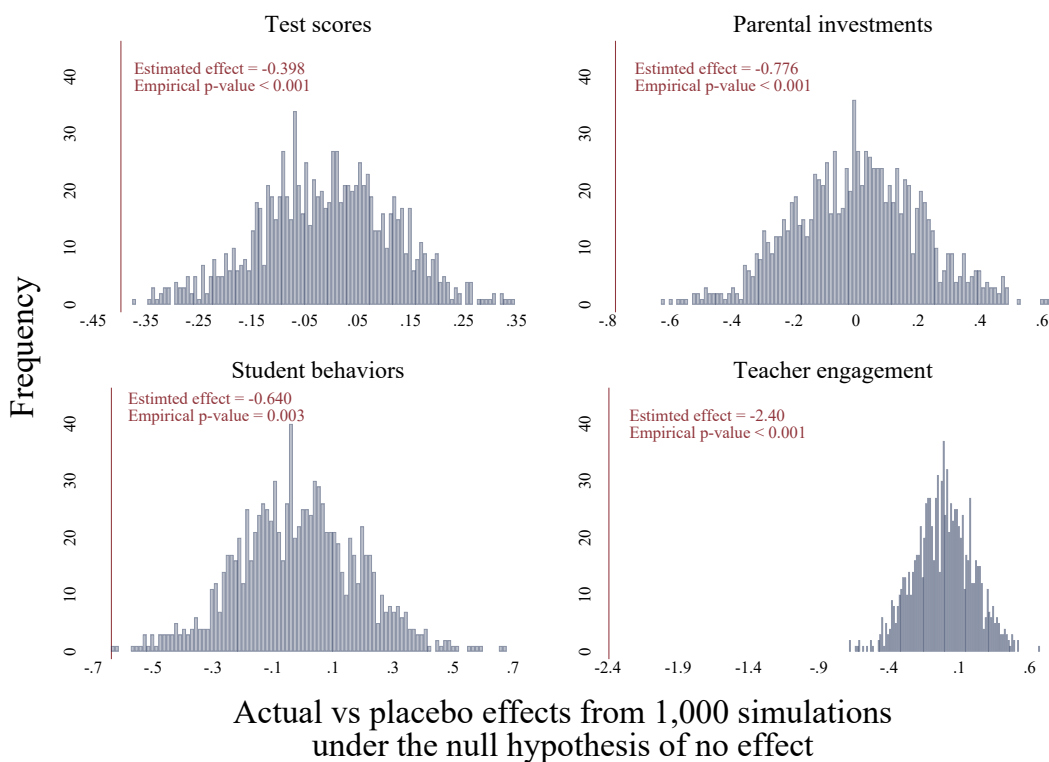 Test scores
Estimated effect = -0.398
Empirical p-value < 0.001
40
30
20
10
0
-.45 -.35 -.25 -.15 -.05 .05 .15 .25 .35
Parental investments
Estimted effect = -0.776
Empirical p-value < 0.001
40
30
20
10
0
-.8 -.6 -.4 -.2 0 .2 .4 .6
Frequency
Student behaviors
Estimted effect = -0.640
Empirical p-value = 0.003
40
30
20
10
0
-.7 -.5 -.3 -.1 .1 .3 .5 .7
Teacher engagement
Estimted effect = -2.40
Empirical p-value < 0.001
40
30
20
10
0
-2.4 -1.9 -1.4 -.9 -.4 .1 .6
Actual vs placebo effects from 1,000 simulations
under the null hypothesis of no effect